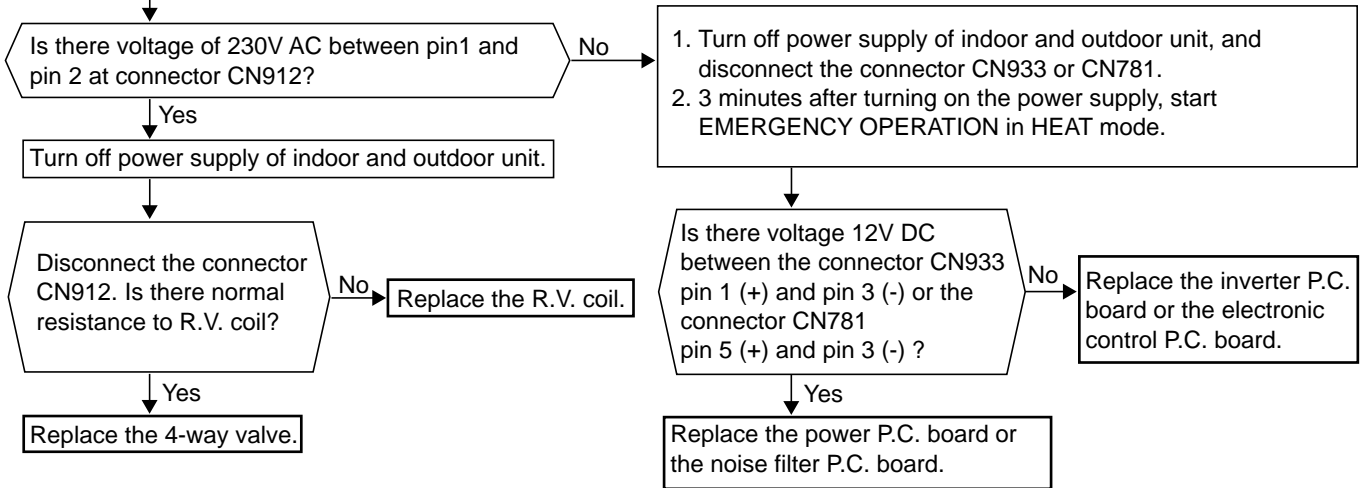 Is there voltage of 230V AC between pin1 and
pin 2 at connector CN912?
No
Yes
Turn off power supply of indoor and outdoor unit.
Disconnect the connector
CN912. Is there normal
resistance to R.V. coil?
No
Replace the R.V. coil.
Yes
Replace the 4-way valve.
1. Turn off power supply of indoor and outdoor unit, and
disconnect the connector CN933 or CN781.
2. 3 minutes after turning on the power supply, start
EMERGENCY OPERATION in HEAT mode.
Is there voltage 12V DC
between the connector CN933
pin 1 (+) and pin 3 (-) or the
connector CN781
pin 5 (+) and pin 3 (-) ?
No
Replace the inverter P.C.
board or the electronic
control P.C. board.
Yes
Replace the power P.C. board or
the noise filter P.C. board.